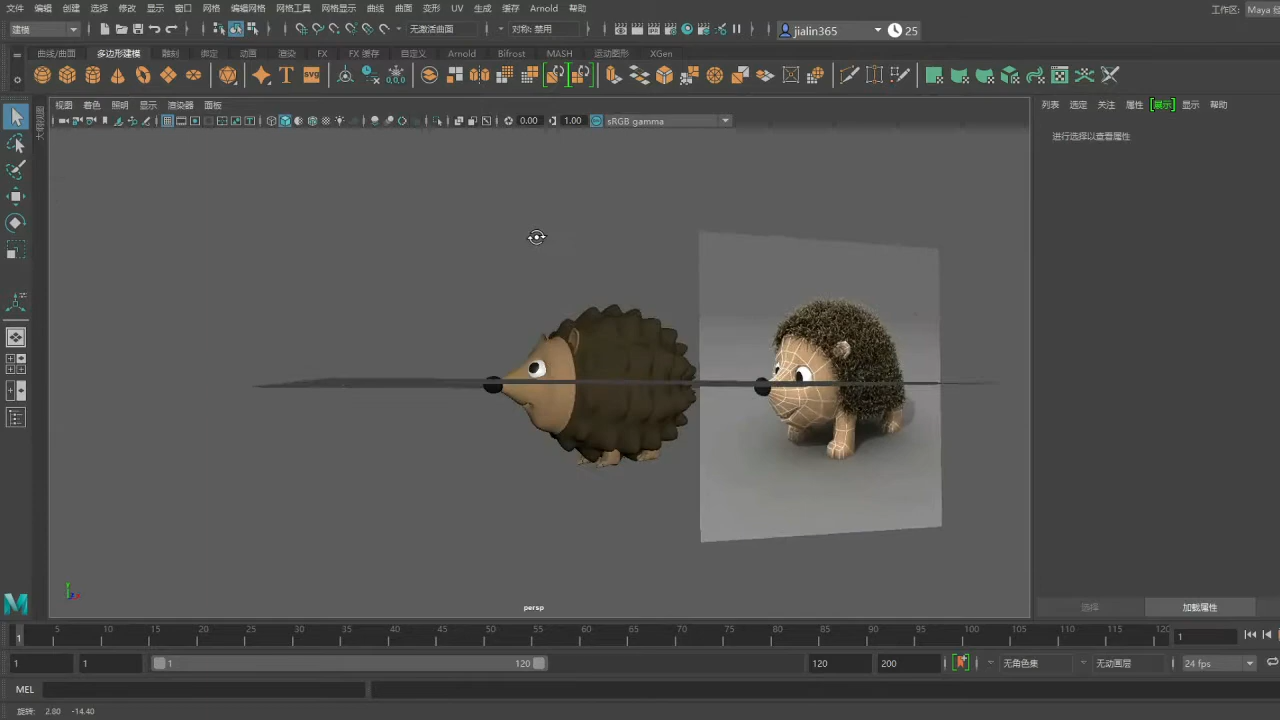 文件 编辑 创建 选择 修改 显示 窗口 网格 编辑网格 网格工具 网格显示 曲线 曲面 变形 UV 生成 缓存 Arnold 帮助 工作区: Maya
建模 无激活曲面 对称: 禁用 jialin365 25
曲线/曲面 多边形建模 雕刻 绑定 动画 渲染 FX FX 缓存 自定义 Arnold Bifrost MASH 运动图形 XGen
T svg 0,0,0
视图 着色 照明 显示 渲染器 面板
0.00 1.00 sRGB gamma
列表 选定 关注 属性 展示 显示 帮助
进行选择以查看属性
persp
选择 加载属性
1 5 10 15 20 25 30 35 40 45 50 55 60 65 70 75 80 85 90 95 100 105 110 115 120 1
1 1 1 120 120 200 无角色集 无动画层 24 fps
MEL
旋转: 2.80 -14.40